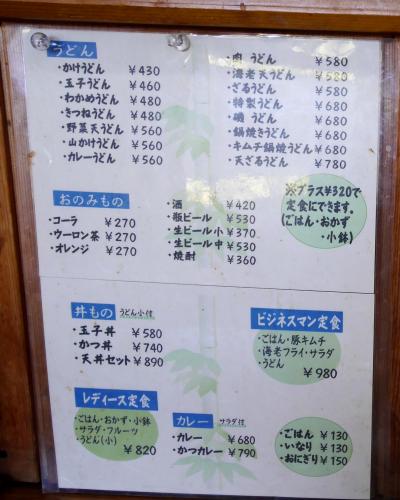 うどん
・かけうどん ¥430
・玉子うどん ¥460
・わかめうどん ¥480
・きつねうどん ¥480
・野菜天うどん ¥560
・山かけうどん ¥560
・カレーうどん ¥560
・肉 うどん ¥580
・海老天うどん ¥580
・ざるうどん ¥580
・特製うどん ¥680
・磯 うどん ¥680
・鍋焼きうどん ¥680
・キムチ鍋焼うどん ¥680
・天ざるうどん ¥780
おのみもの
・コーラ ¥270
・ウーロン茶 ¥270
・オレンジ ¥270
・酒 ¥420
・瓶ビール ¥530
・生ビール小 ¥370
・生ビール中 ¥530
・焼酎 ¥360
※プラス¥320で
定食にできます。
(ごはん・おかず
・小鉢)
丼もの うどん小付
・玉子丼 ¥580
・かつ丼 ¥740
・天丼セット ¥890
ビジネスマン定食
・ごはん・豚キムチ
・海老フライ・サラダ
・うどん
¥980
レディース定食
・ごはん・おかず・小鉢
・サラダ・フルーツ
・うどん(小)
¥820
カレー サラダ付
・カレー ¥680
・かつカレー ¥790
・ごはん ¥130
・いなり ¥130
・おにぎり ¥150